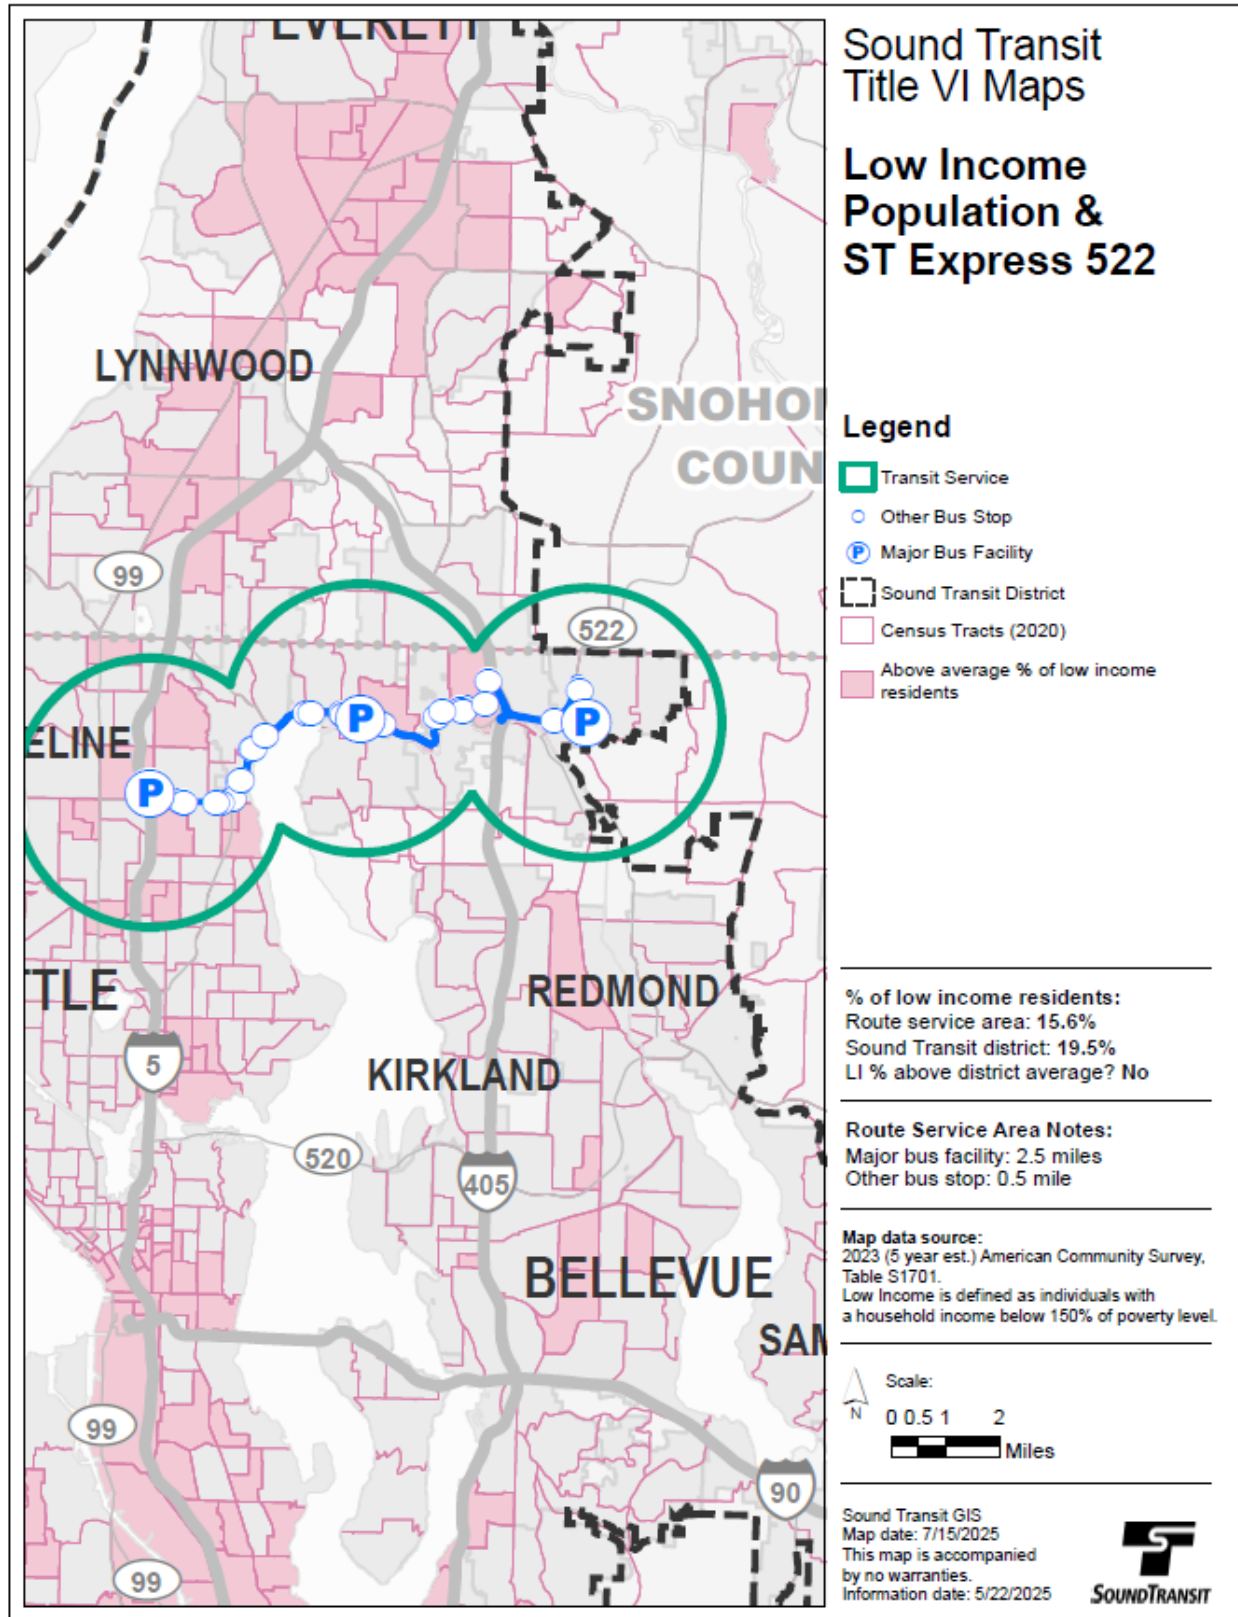 Sound Transit
Title VI Maps
Low Income
Population &
ST Express 522
Legend
Transit Service
Other Bus Stop
P Major Bus Facility
Sound Transit District
Census Tracts (2020)
Above average % of low income
residents
% of low income residents:
Route service area: 15.6%
Sound Transit district: 19.5%
LI % above district average? No
Route Service Area Notes:
Major bus facility: 2.5 miles
Other bus stop: 0.5 mile
Map data source:
2023 (5 year est.) American Community Survey,
Table S1701.
Low Income is defined as individuals with
a household income below 150% of poverty level.
Scale:
N
0 0.5 1 2
Miles
Sound Transit GIS
Map date: 7/15/2025
This map is accompanied
by no warranties.
Information date: 5/22/2025
SOUNDTRANSIT
EVERETT
LYNNWOOD
SNOHO
COUN
99
522
ELINE
P
P
P
TTLE
REDMOND
5
KIRKLAND
520
405
BELLEVUE
SAM
99
90
99